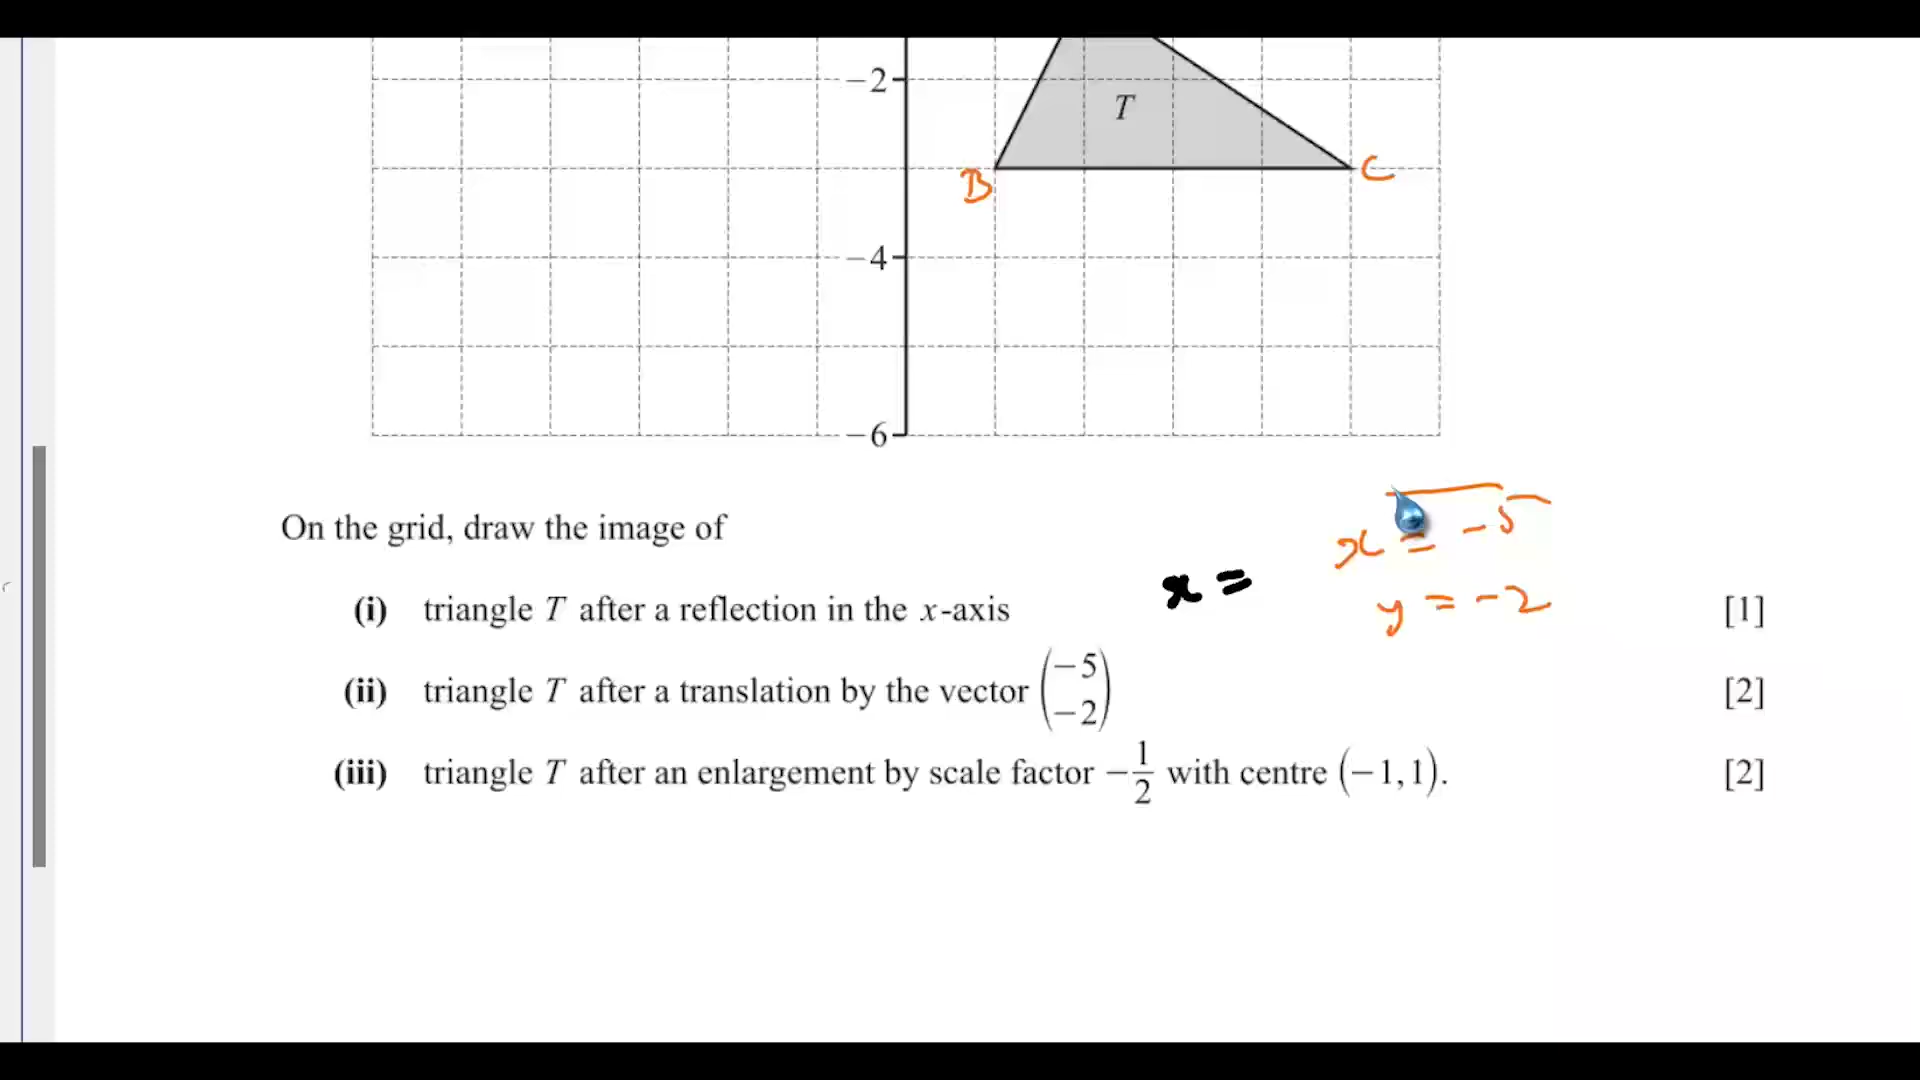 −2
T
B
C
−4
−6
On the grid, draw the image of
x = -5
x =
y = -2
(i) triangle T after a reflection in the x-axis [1]
(ii) triangle T after a translation by the vector (−5 −2) [2]
(iii) triangle T after an enlargement by scale factor −1/2 with centre (−1, 1). [2]